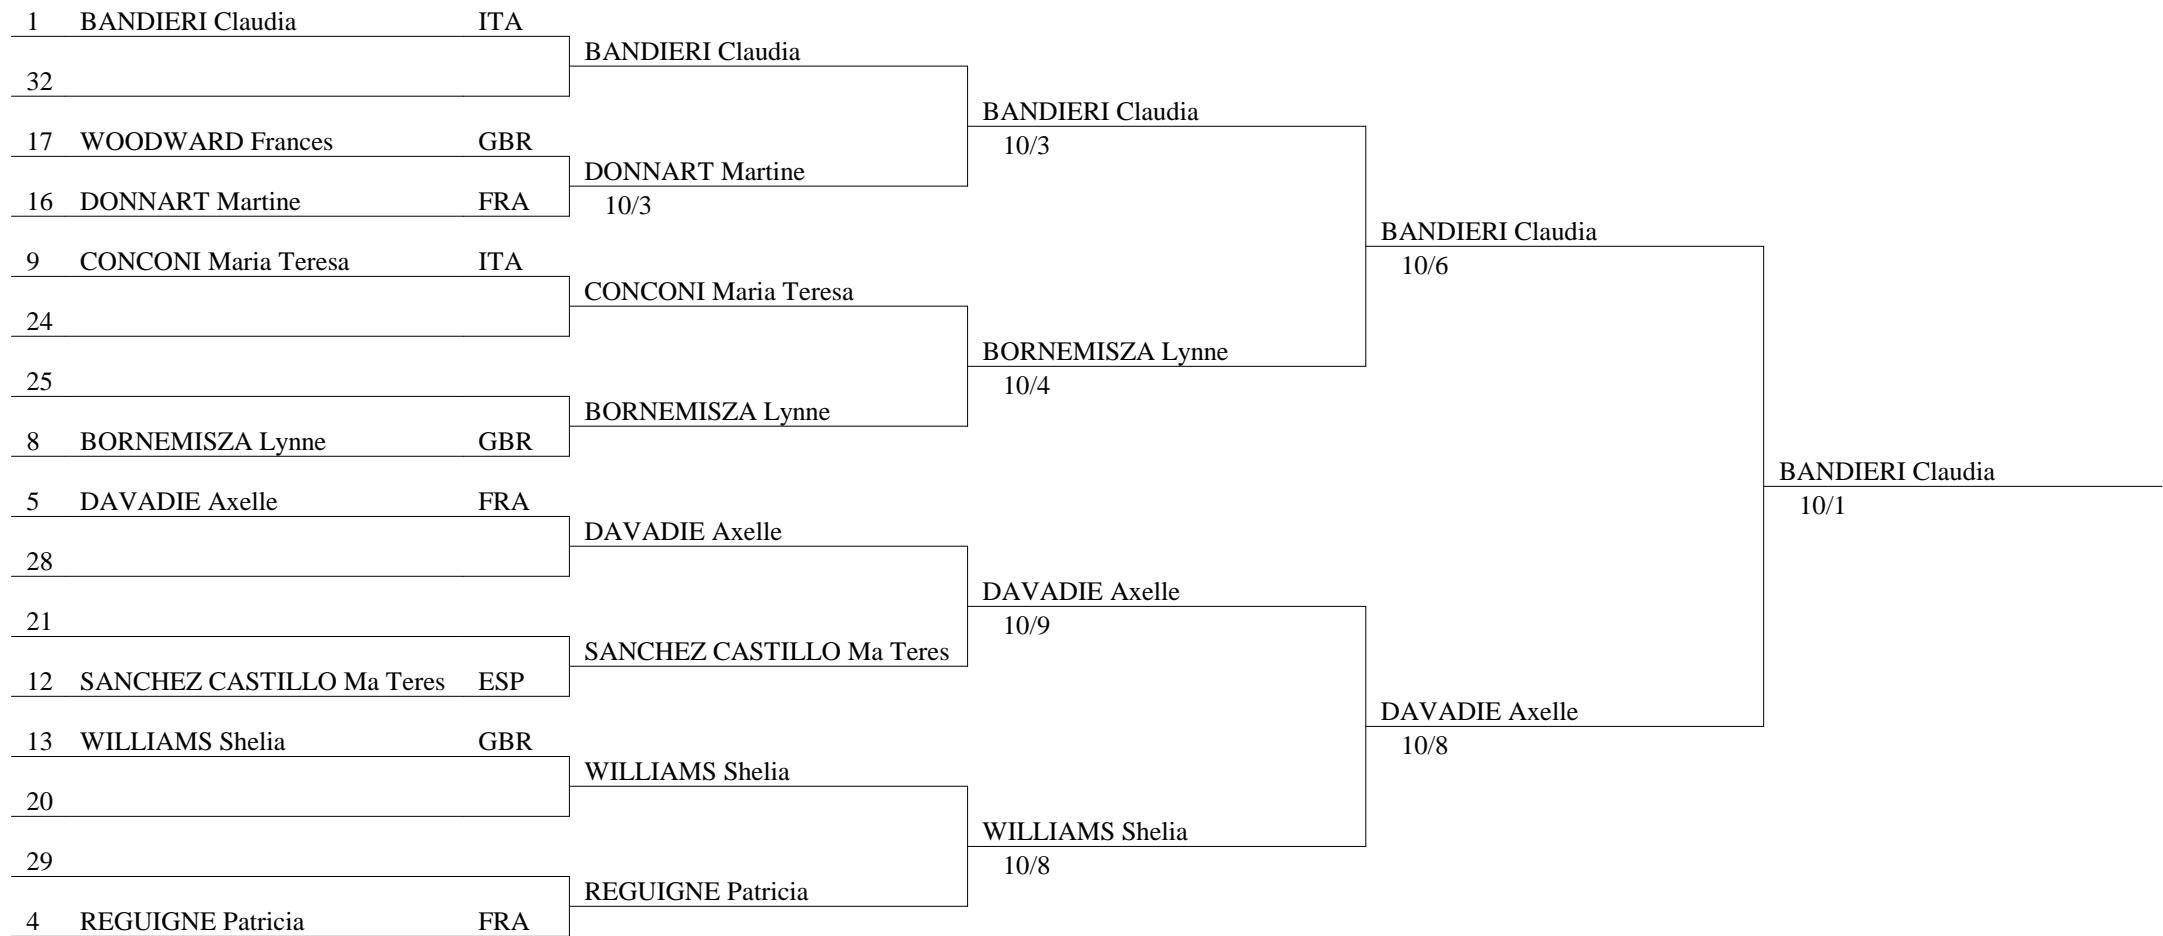 1 BANDIERI Claudia ITA
BANDIERI Claudia
32
BANDIERI Claudia
17 WOODWARD Frances GBR
10/3
DONNART Martine
16 DONNART Martine FRA
10/3
BANDIERI Claudia
9 CONCONI Maria Teresa ITA
10/6
CONCONI Maria Teresa
24
BORNEMISZA Lynne
25
10/4
BORNEMISZA Lynne
8 BORNEMISZA Lynne GBR
BANDIERI Claudia
5 DAVADIE Axelle FRA
10/1
DAVADIE Axelle
28
DAVADIE Axelle
21
10/9
SANCHEZ CASTILLO Ma Teres
12 SANCHEZ CASTILLO Ma Teres ESP
DAVADIE Axelle
13 WILLIAMS Shelia GBR
10/8
WILLIAMS Shelia
20
WILLIAMS Shelia
29
10/8
REGUIGNE Patricia
4 REGUIGNE Patricia FRA